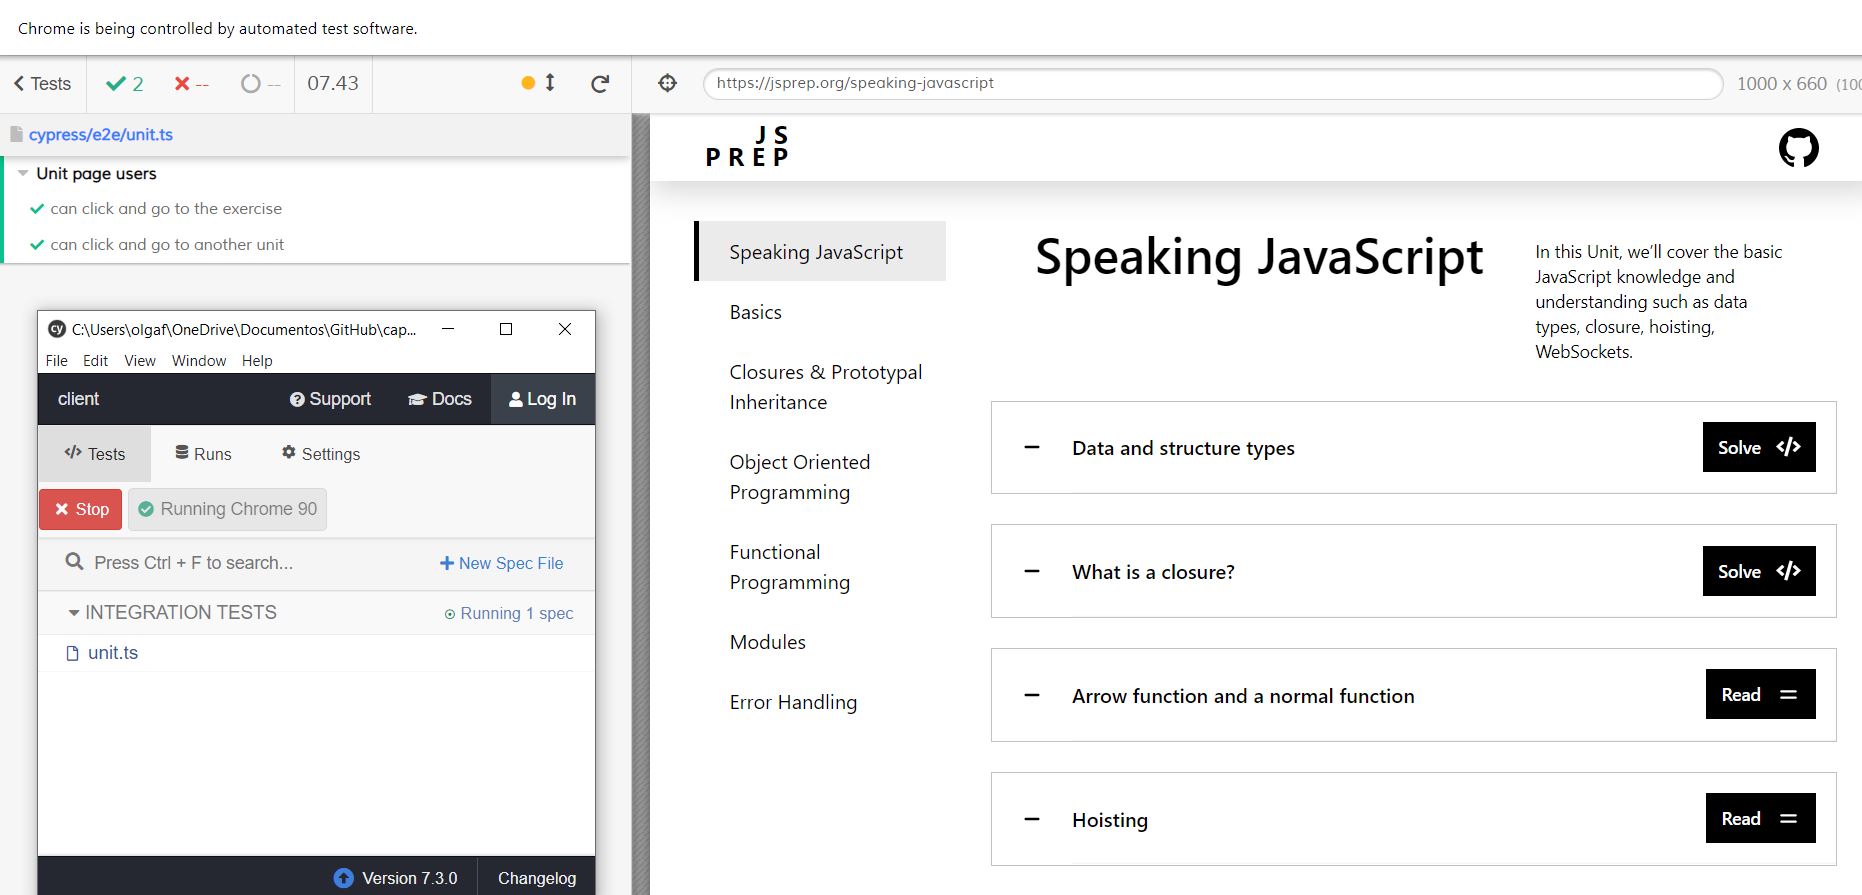 Chrome is being controlled by automated test software.
Tests
2
--
--
07.43
https://jsprep.org/speaking-javascript
1000 x 660 (100
cypress/e2e/unit.ts
Unit page users
can click and go to the exercise
can click and go to another unit
cy C:\Users\olgaf\OneDrive\Documentos\GitHub\cap...
File Edit View Window Help
client
Support
Docs
Log In
</> Tests
Runs
Settings
Stop
Running Chrome 90
Press Ctrl + F to search...
New Spec File
INTEGRATION TESTS
Running 1 spec
unit.ts
Version 7.3.0
Changelog
JS
PREP
Speaking JavaScript
Basics
Closures & Prototypal
Inheritance
Object Oriented
Programming
Functional
Programming
Modules
Error Handling
Speaking JavaScript
In this Unit, we’ll cover the basic
JavaScript knowledge and
understanding such as data
types, closure, hoisting,
WebSockets.
Data and structure types
Solve </>
What is a closure?
Solve </>
Arrow function and a normal function
Read
Hoisting
Read